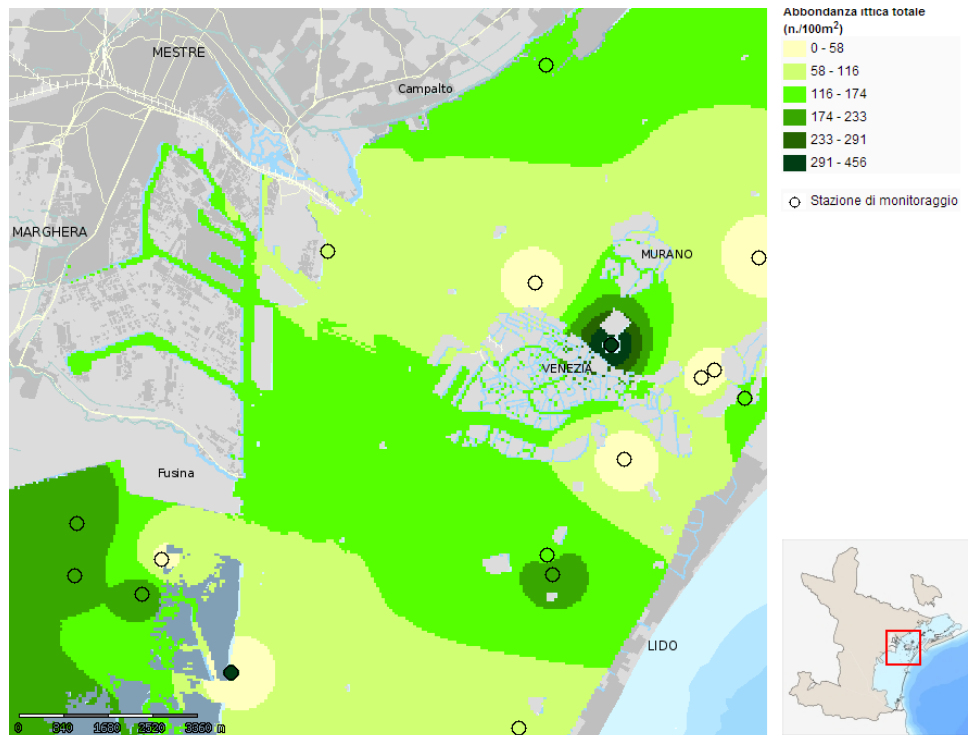 Abbondanza ittica totale
(n./100m²)
0 - 58
58 - 116
116 - 174
174 - 233
233 - 291
291 - 456
Stazione di monitoraggio
MESTRE
Campalto
MARGHERA
MURANO
VENEZIA
Fusina
LIDO
0 840 1680 2520 3360 m